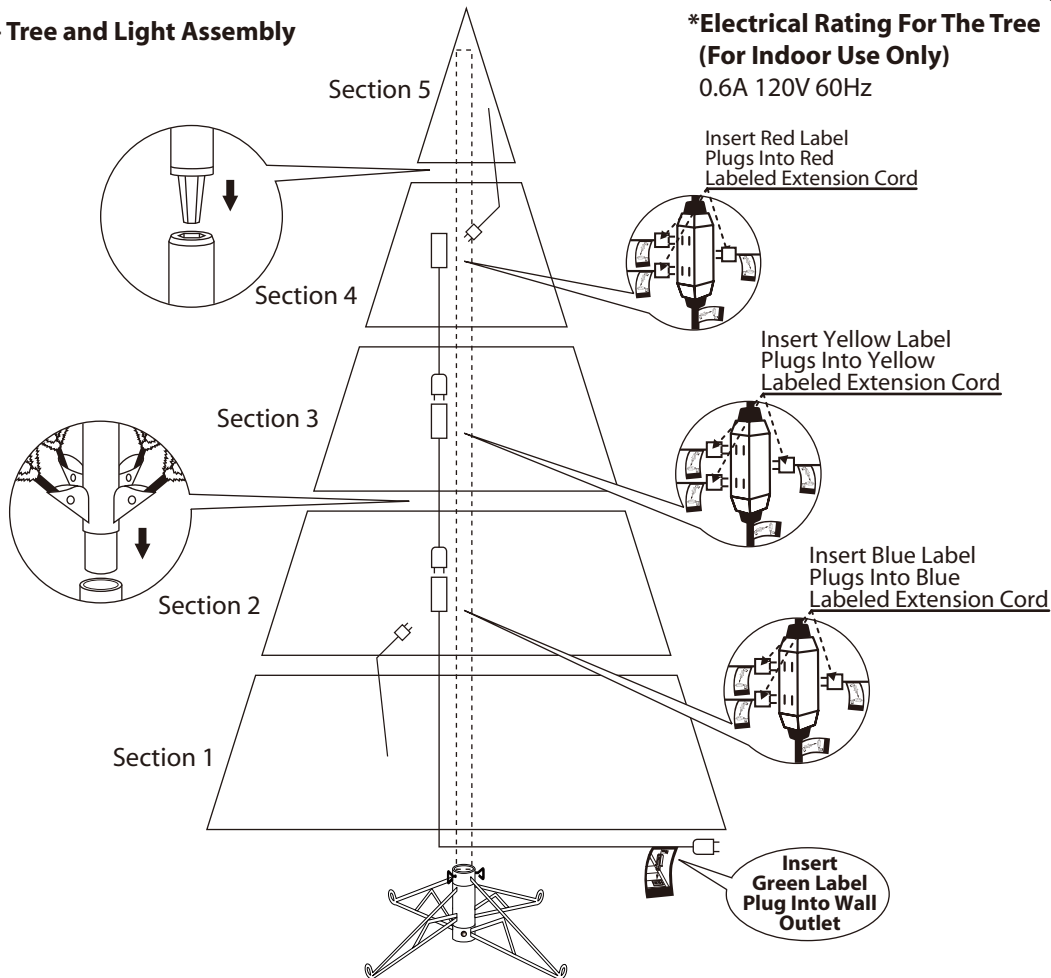 Tree and Light Assembly
*Electrical Rating For The Tree
(For Indoor Use Only)
0.6A 120V 60Hz
Section 5
Insert Red Label
Plugs Into Red
Labeled Extension Cord
Section 4
Insert Yellow Label
Plugs Into Yellow
Labeled Extension Cord
Section 3
Insert Blue Label
Plugs Into Blue
Labeled Extension Cord
Section 2
Section 1
Insert
Green Label
Plug Into Wall
Outlet